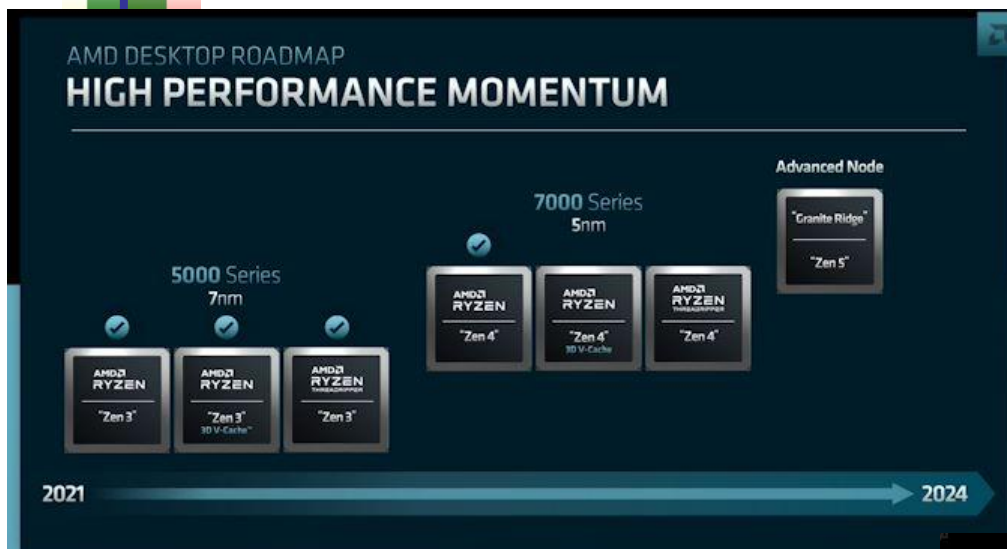 AMD DESKTOP ROADMAP
HIGH PERFORMANCE MOMENTUM
5000 Series
7nm
AMD
RYZEN
"Zen 3"
AMD
RYZEN
"Zen 3"
3D V-Cache™
AMD
RYZEN
THREADRIPPER
"Zen 3"
7000 Series
5nm
AMD
RYZEN
"Zen 4"
AMD
RYZEN
"Zen 4"
3D V-Cache
AMD
RYZEN
THREADRIPPER
"Zen 4"
Advanced Node
"Granite Ridge"
"Zen 5"
2021
2024